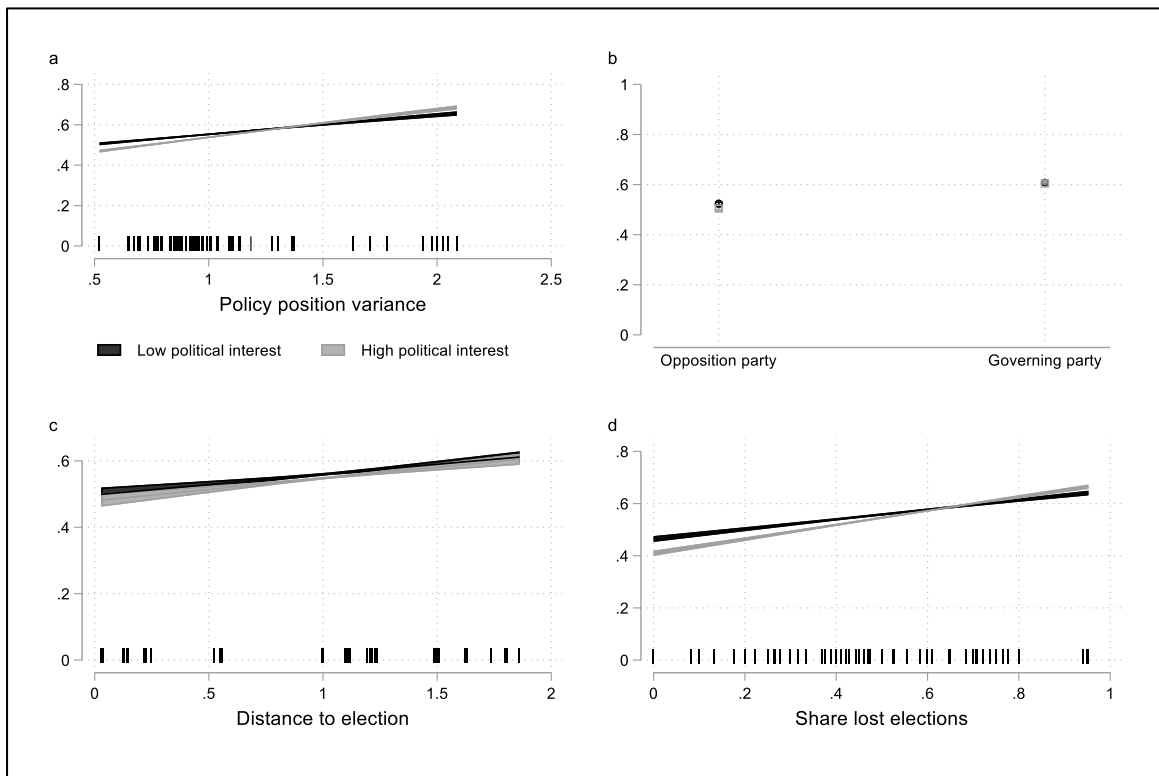 a
.8
.6
.4
.2
0
.5 1 1.5 2 2.5
Policy position variance
Low political interest High political interest
b
1
.8
.6
.4
.2
0
Opposition party Governing party
c
.6
.4
.2
0
0 .5 1 1.5 2
Distance to election
d
.8
.6
.4
.2
0
0 .2 .4 .6 .8 1
Share lost elections